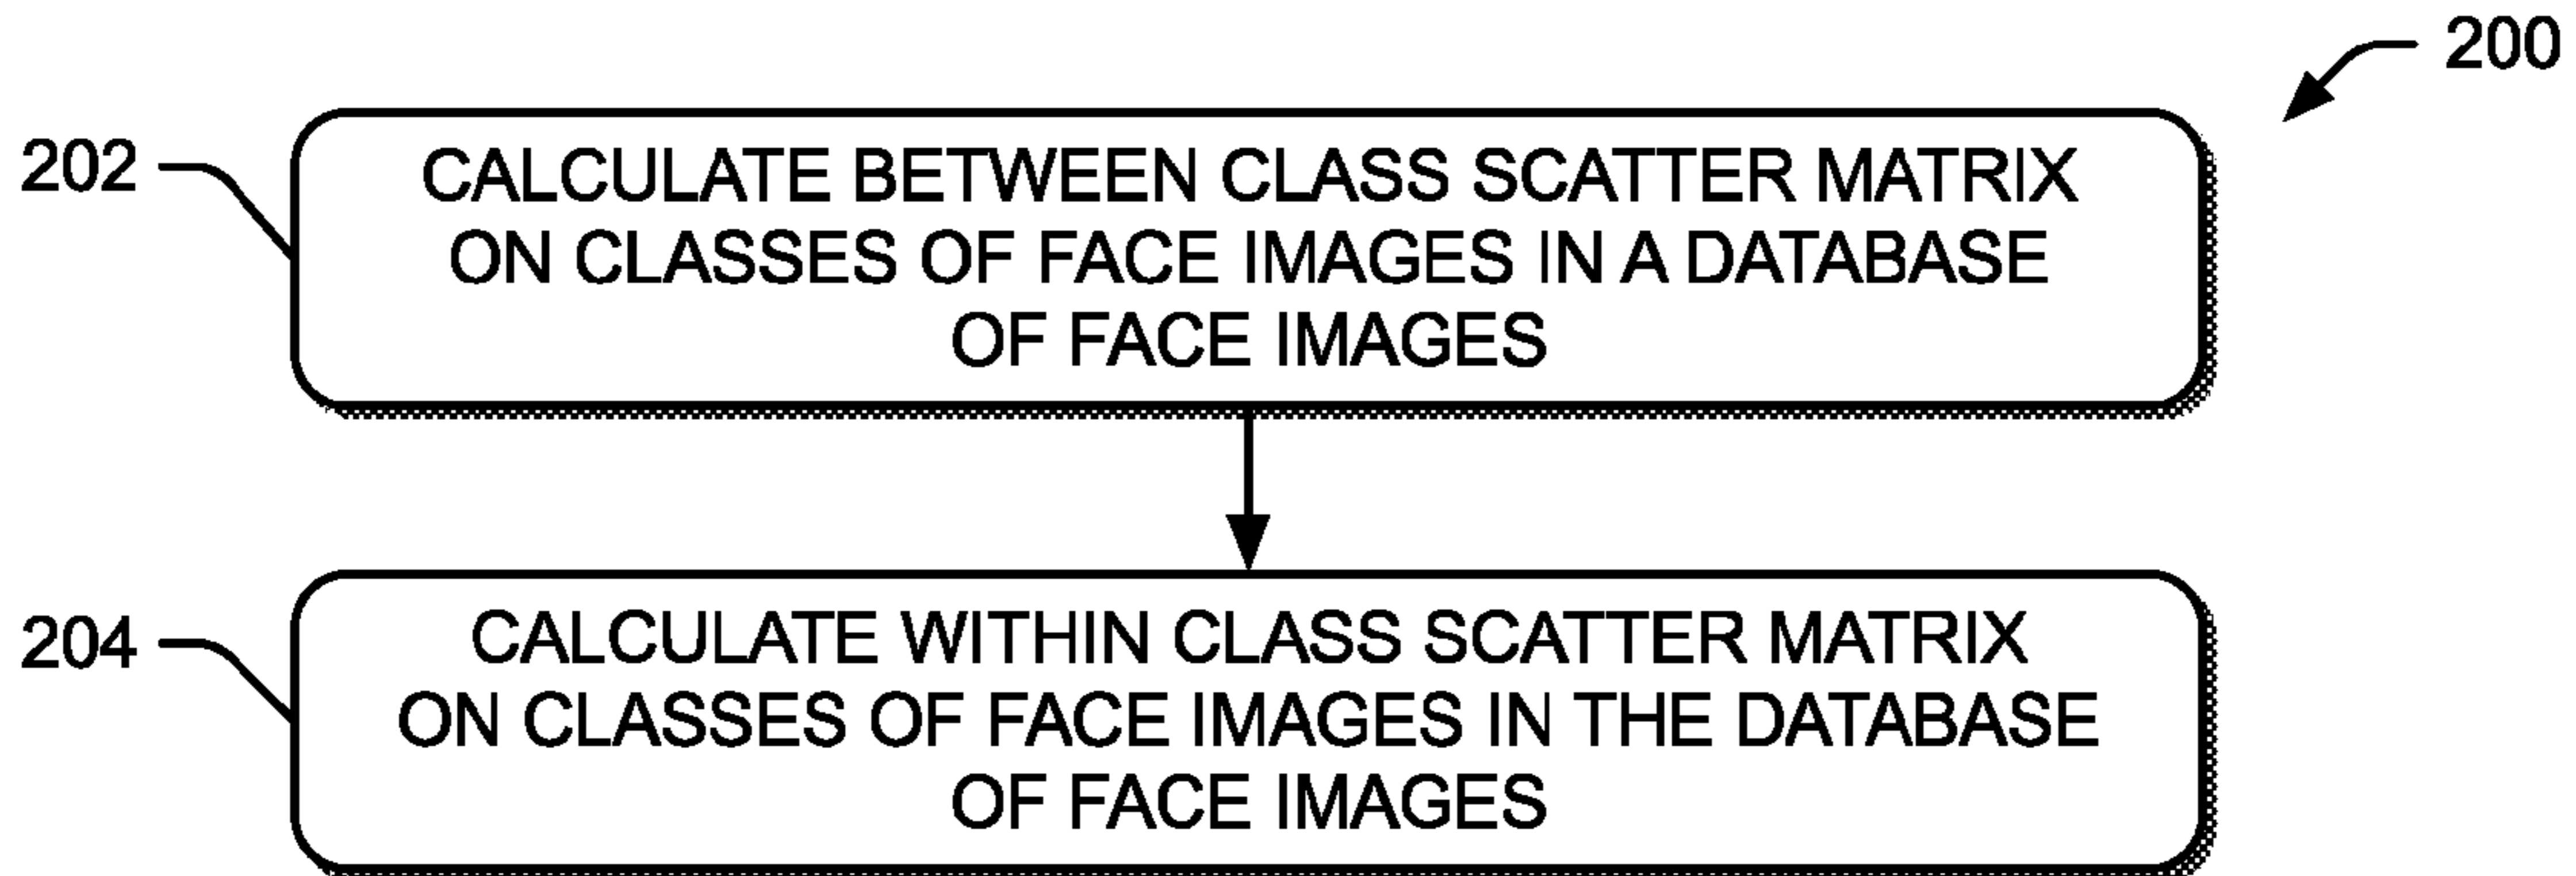 200
202
CALCULATE BETWEEN CLASS SCATTER MATRIX
ON CLASSES OF FACE IMAGES IN A DATABASE
OF FACE IMAGES
204
CALCULATE WITHIN CLASS SCATTER MATRIX
ON CLASSES OF FACE IMAGES IN THE DATABASE
OF FACE IMAGES